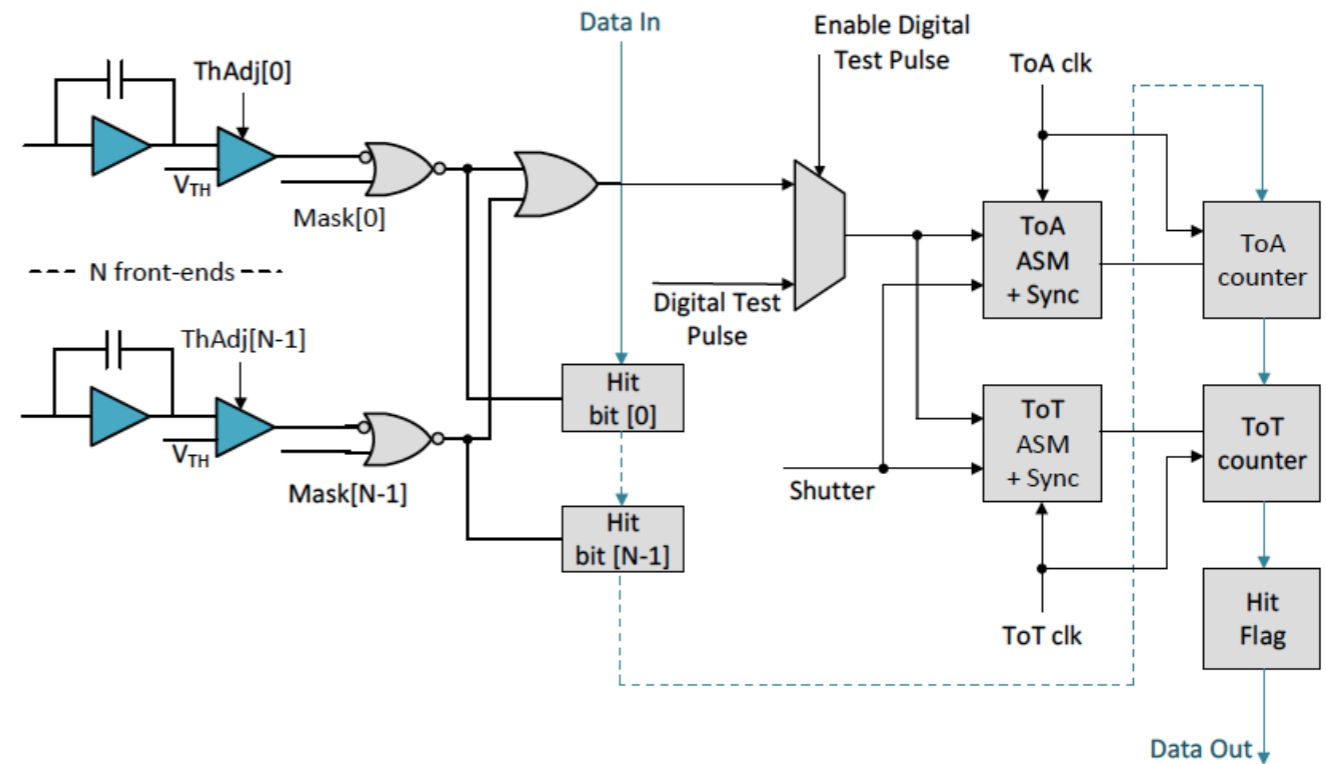 Data In
Enable Digital
Test Pulse
ToA clk
ThAdj[0]
VTH
Mask[0]
N front-ends
ThAdj[N-1]
VTH
Mask[N-1]
Hit
bit [0]
Hit
bit [N-1]
Digital Test
Pulse
Shutter
ToA
ASM
+ Sync
ToA
counter
ToT
ASM
+ Sync
ToT
counter
ToT clk
Hit
Flag
Data Out